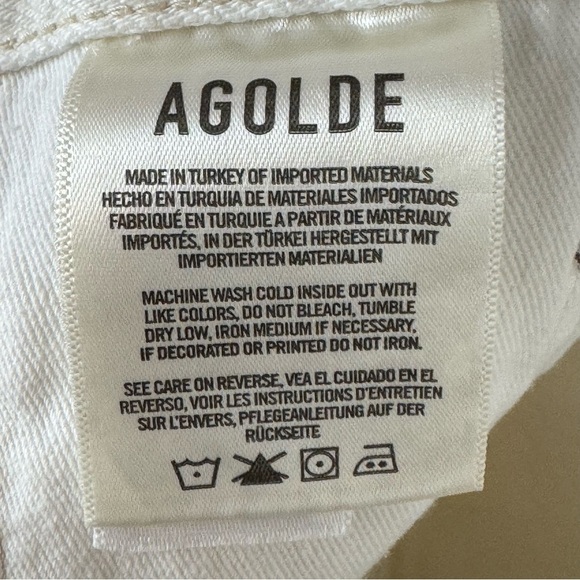 AGOLDE
MADE IN TURKEY OF IMPORTED MATERIALS
HECHO EN TURQUIA DE MATERIALES IMPORTADOS
FABRIQUÉ EN TURQUIE A PARTIR DE MATÉRIAUX
IMPORTÉS, IN DER TÖRKEI HERGESTELLT MIT
IMPORTIERTEN MATERIALIEN
MACHINE WASH COLD INSIDE OUT WITH
LIKE COLORS, DO NOT BLEACH, TUMBLE
DRY LOW, IRON MEDIUM IF NECESSARY,
IF DECORATED OR PRINTED DO NOT IRON.
SEE CARE ON REVERSE, VEA EL CUIDADO EN EL
REVERSO, VOIR LES INSTRUCTIONS D'ENTRETIEN
SUR L'ENVERS, PFLEGEANLEITUNG AUF DER
RÜCKSEITE